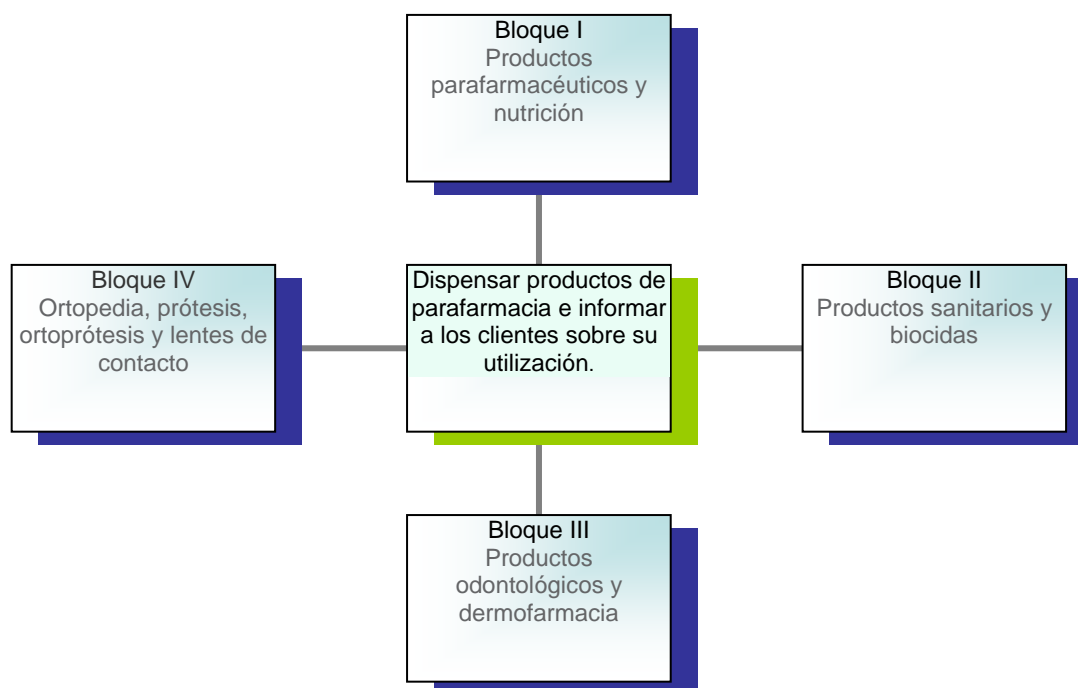 Bloque I
Productos
parafarmacéuticos y
nutrición
Bloque IV
Ortopedia, prótesis,
ortoprótesis y lentes de
contacto
Dispensar productos de
parafarmacia e informar
a los clientes sobre su
utilización.
Bloque II
Productos sanitarios y
biocidas
Bloque III
Productos
odontológicos y
dermofarmacia